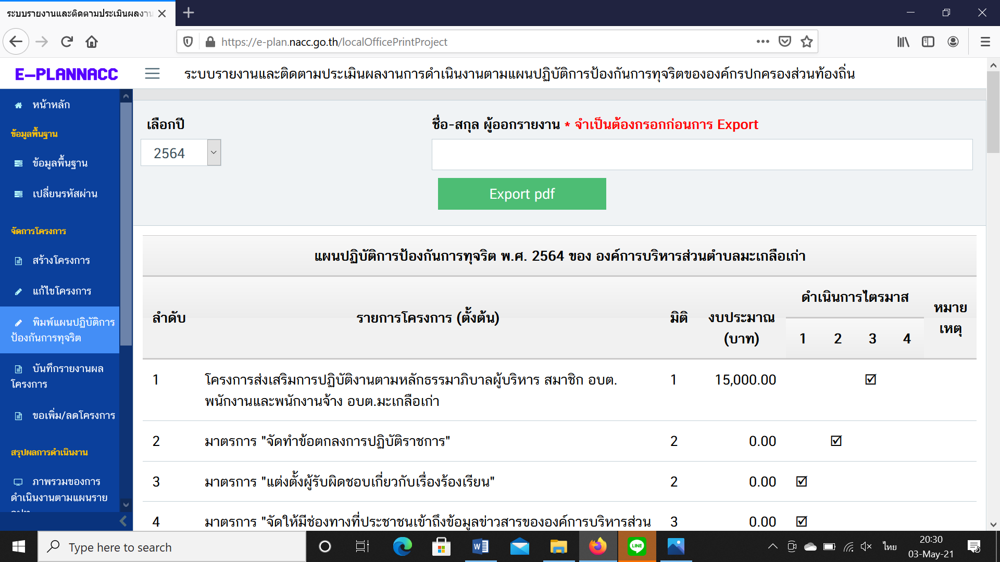 ระบบรายงานและติดตามประเมินผลงาน
https://e-plan.nacc.go.th/localOfficePrintProject
E-PLANNACC
ระบบรายงานและติดตามประเมินผลงานการดำเนินงานตามแผนปฏิบัติการป้องกันการทุจริตขององค์กรปกครองส่วนท้องถิ่น
หน้าหลัก
ข้อมูลพื้นฐาน
ข้อมูลพื้นฐาน
เปลี่ยนรหัสผ่าน
จัดการโครงการ
สร้างโครงการ
แก้ไขโครงการ
พิมพ์แผนปฏิบัติการ
ป้องกันการทุจริต
บันทึกรายงานผล
โครงการ
ขอเพิ่ม/ลดโครงการ
สรุปผลการดำเนินงาน
ภาพรวมของการ
ดำเนินงานตามแผนราย
เลือกปี
2564
ชื่อ-สกุล ผู้ออกรายงาน * จำเป็นต้องกรอกก่อนการ Export
Export pdf
แผนปฏิบัติการป้องกันการทุจริต พ.ศ. 2564 ของ องค์การบริหารส่วนตำบลมะเกลือเก่า
ลำดับ รายการโครงการ (ตั้งต้น) มิติ งบประมาณ (บาท) ดำเนินการไตรมาส หมายเหตุ
1 2 3 4
1 โครงการส่งเสริมการปฏิบัติงานตามหลักธรรมาภิบาลผู้บริหาร สมาชิก อบต. 1 15,000.00 ☑
พนักงานและพนักงานจ้าง อบต.มะเกลือเก่า
2 มาตรการ "จัดทำข้อตกลงการปฏิบัติราชการ" 2 0.00 ☑
3 มาตรการ "แต่งตั้งผู้รับผิดชอบเกี่ยวกับเรื่องร้องเรียน" 2 0.00 ☑
4 มาตรการ "จัดให้มีช่องทางที่ประชาชนเข้าถึงข้อมูลข่าวสารขององค์การบริหารส่วน 3 0.00 ☑
Type here to search
LINE
ไทย
20:30
03-May-21